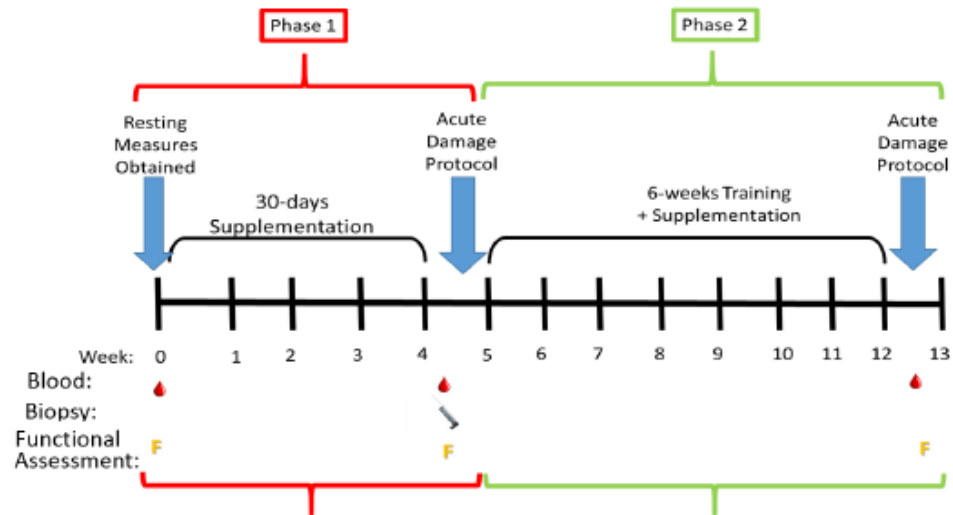 Phase 1
Phase 2
Resting
Measures
Obtained
Acute
Damage
Protocol
Acute
Damage
Protocol
30-days
Supplementation
6-weeks Training
+ Supplementation
Week: 0 1 2 3 4 5 6 7 8 9 10 11 12 13
Blood:
Biopsy:
Functional
Assessment:
F F F